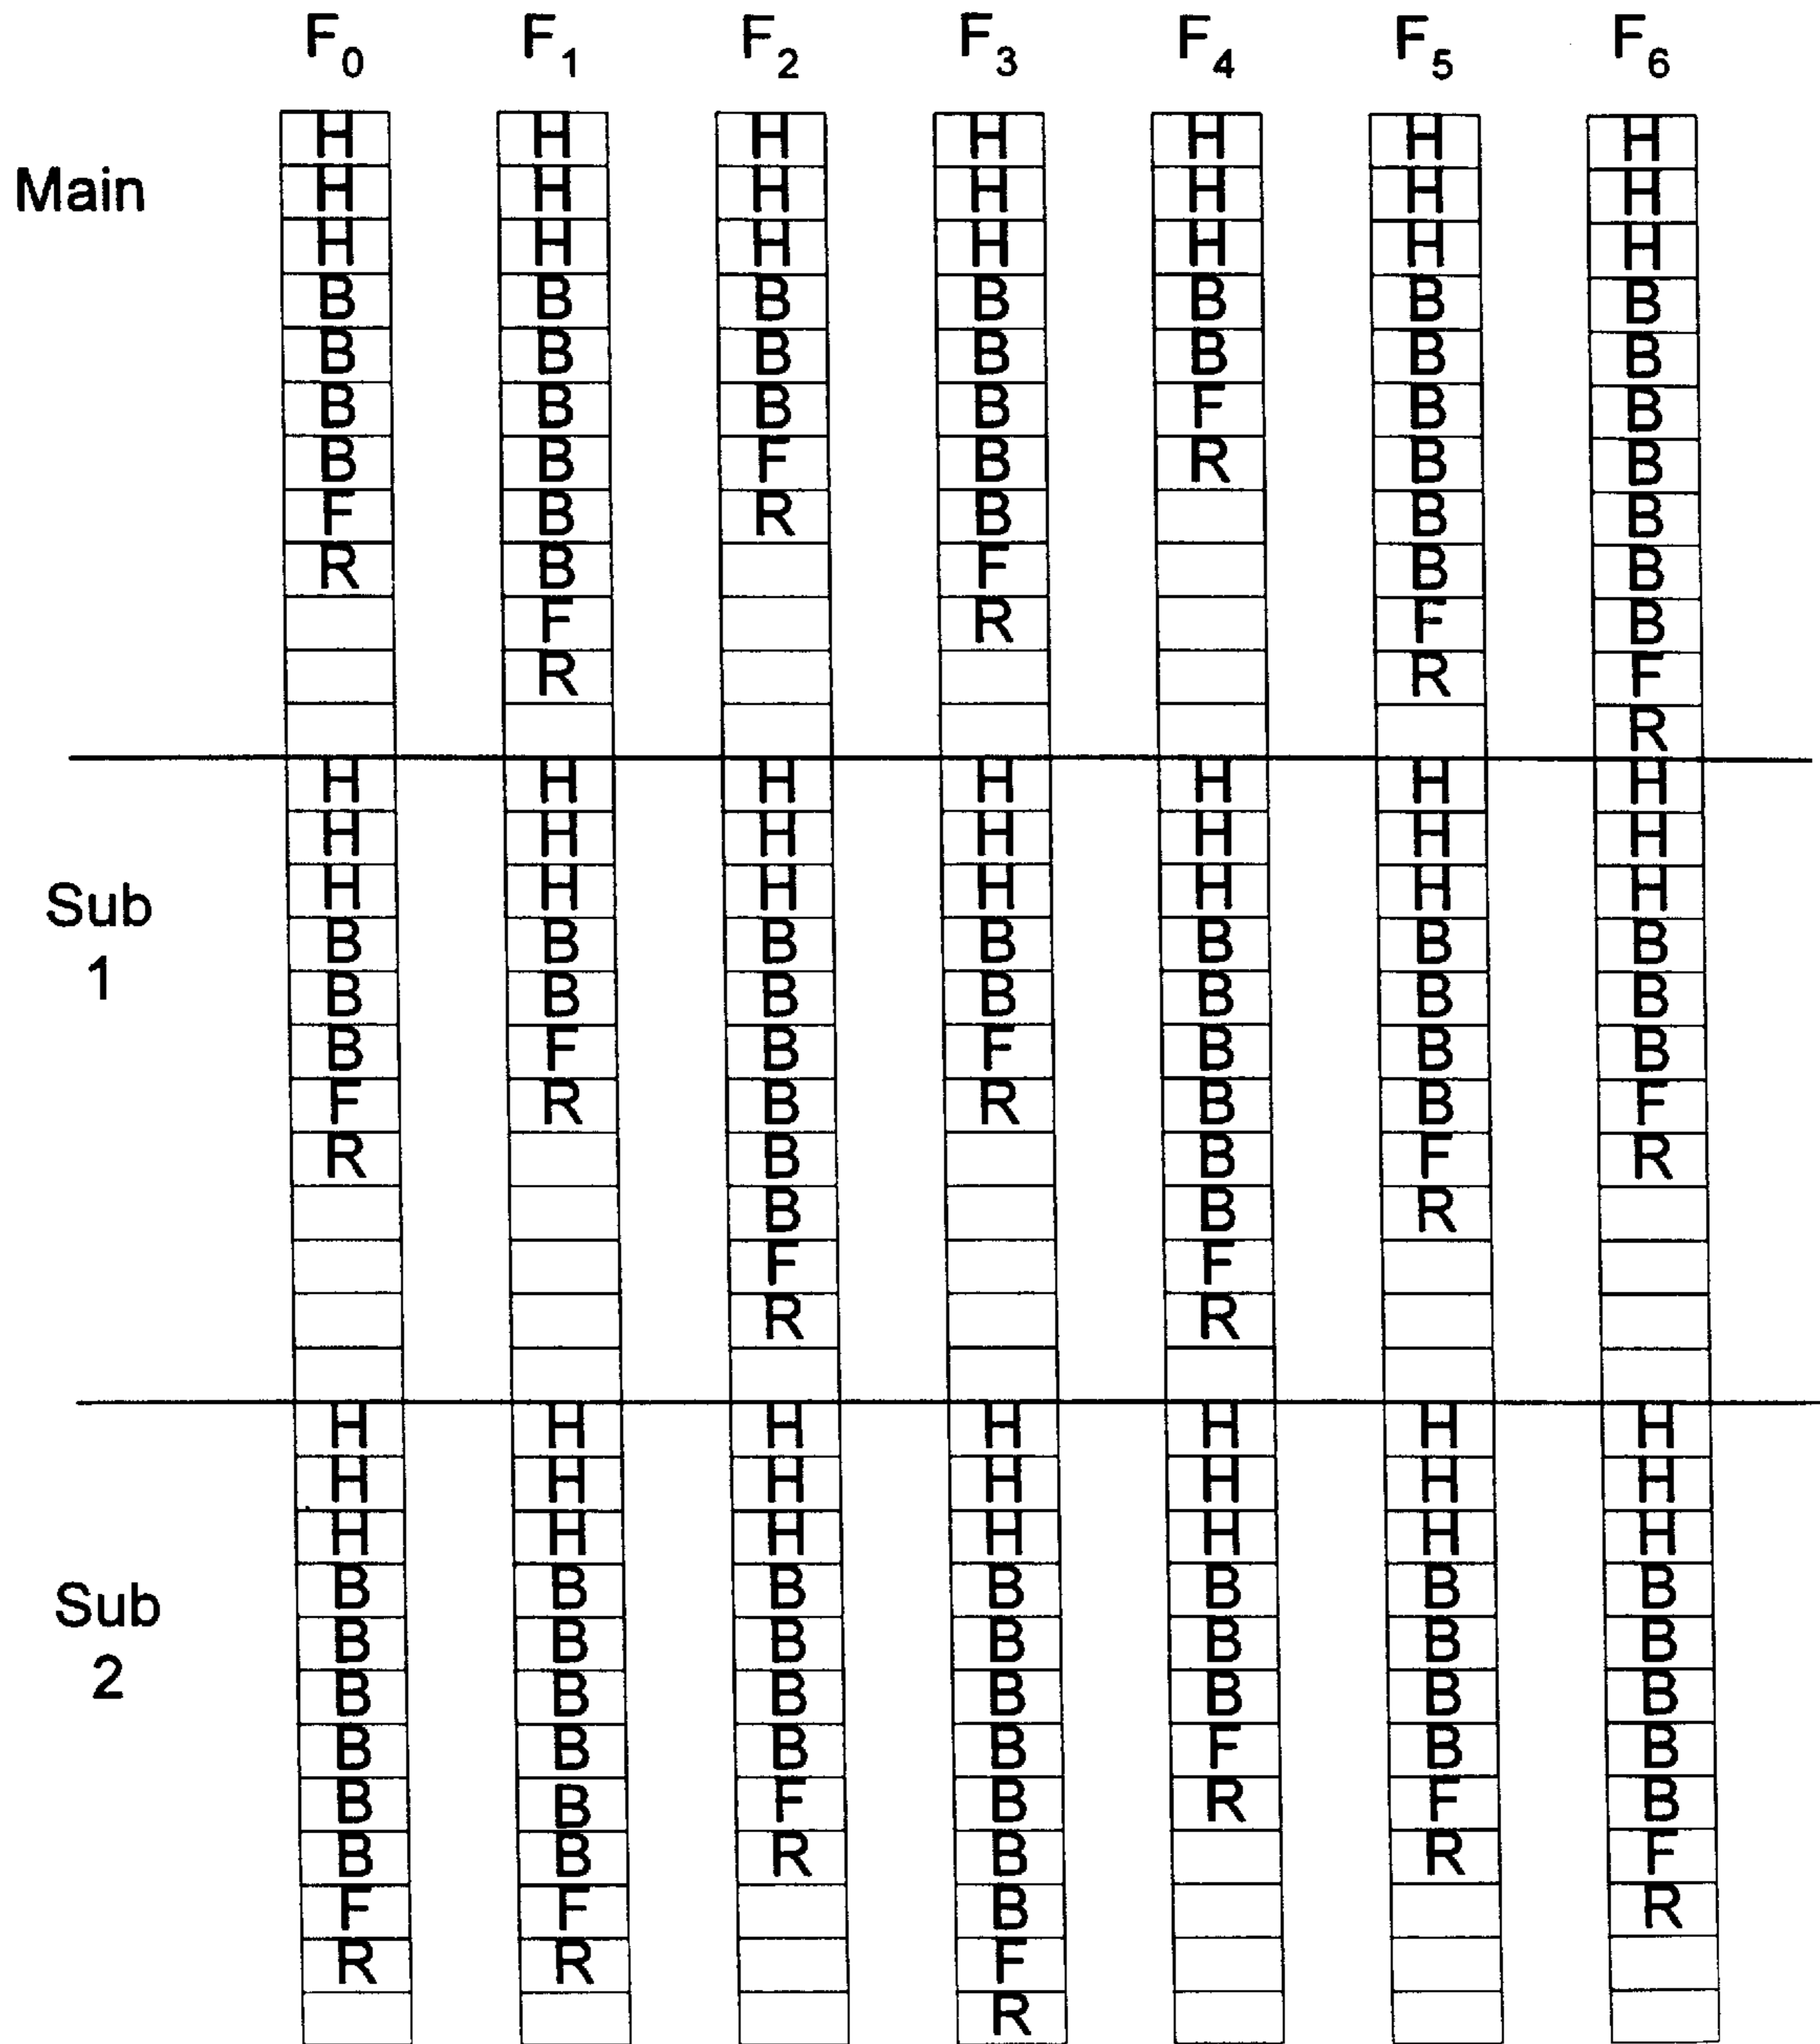 F0 F1 F2 F3 F4 F5 F6
H H H H H H H
Main H H H H H H H
H H H H H H H
B B B B B B B
B B B B B B B
B B B B F B B
B B F B R B B
F B R B B B
R B F B B
F R F B
R R F
R
H H H H H H H
H H H H H H H
Sub H H H H H H H
B B B B B B B
1 B B B B B B B
B F B F B B B
F R B R B B F
R B B F R
B B R
F F
R R
H H H H H H H
H H H H H H H
H H H H H H H
B B B B B B B
Sub B B B B B B B
2 B B B B B B B
B B B B F B B
B B F B R F B
B B R B R F
F F B R
R R F
R